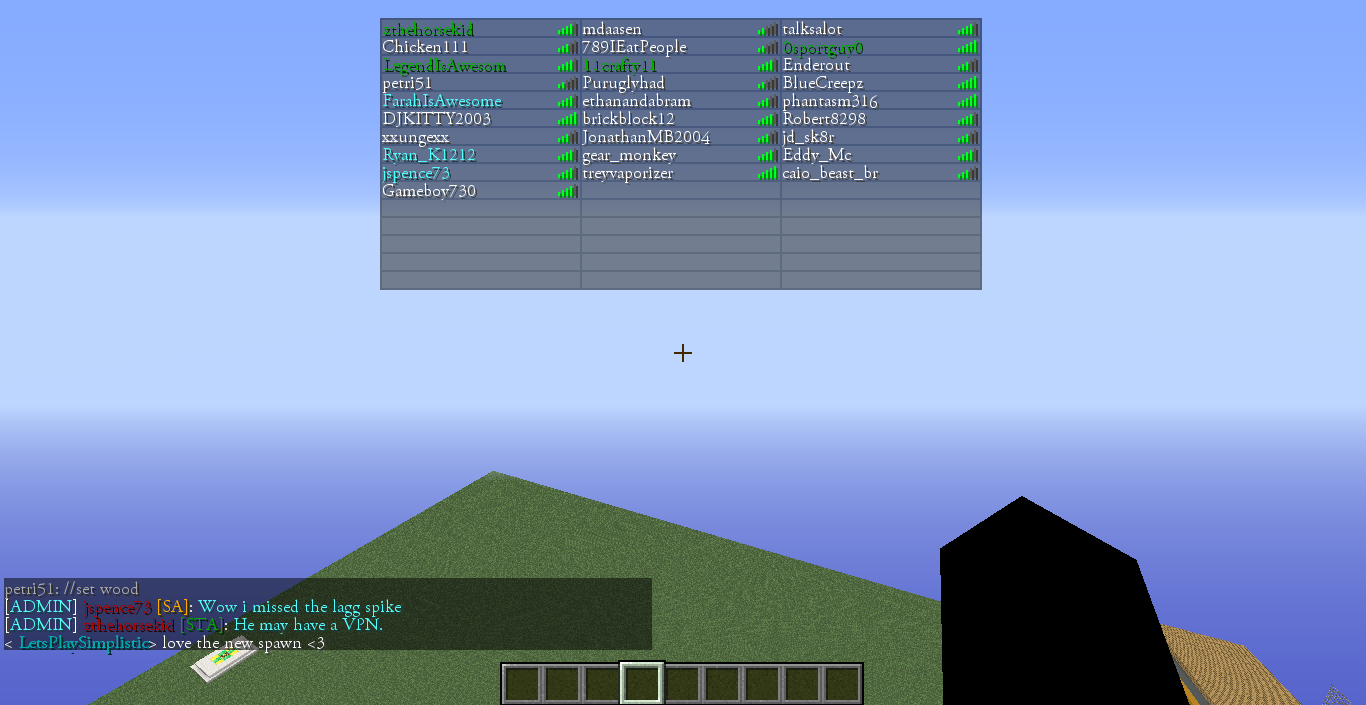 zthehorsekid mdaasen talksalot
Chicken111 789IEatPeople 0sportguy0
LegendIsAwesom 11crafty11 Enderout
petri51 Puruglyhad BlueCreepz
FarahIsAwesome ethanandabram phantasm316
DJKITTY2003 brickblock12 Robert8298
xxungexx JonathanMB2004 jd_sk8r
Ryan_K1212 gear_monkey Eddy_Mc
jspence73 treyvaporizer caio_beast_br
Gameboy730
petri51: //set wood
[ADMIN] jspence73 [SA]: Wow i missed the lagg spike
[ADMIN] zthehorsekid [STA]: He may have a VPN.
< LetsPlaySimplistic> love the new spawn <3